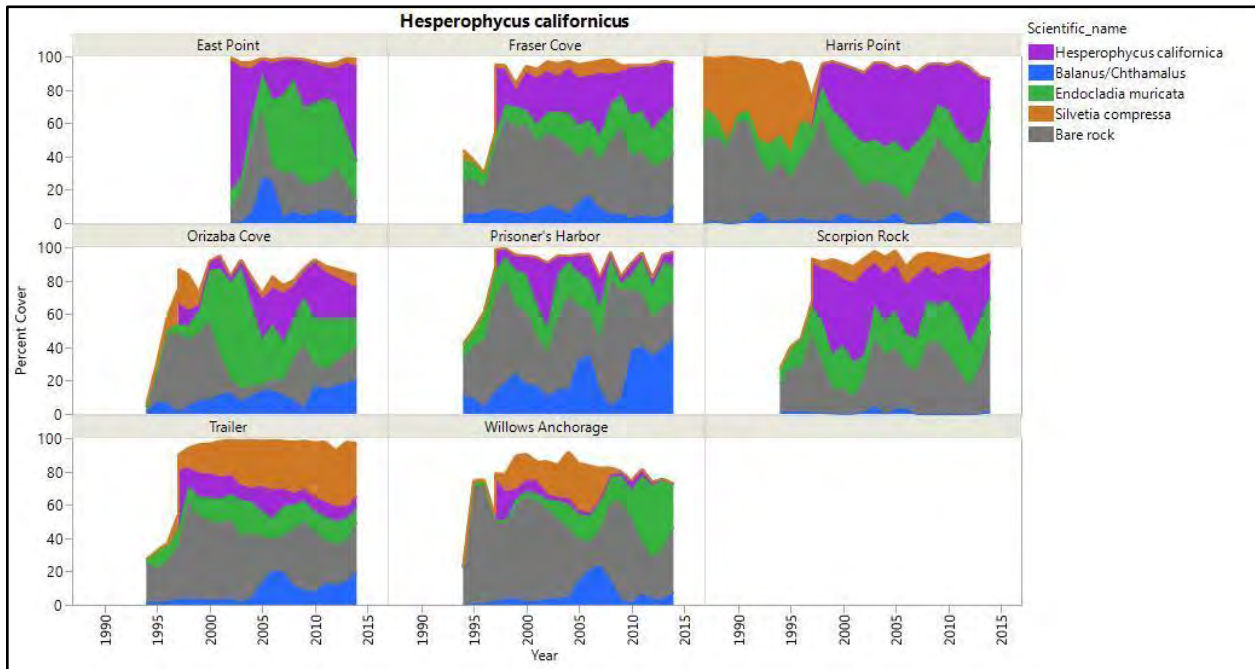 Hesperophycus californicus
East Point
Fraser Cove
Harris Point
Scientific_name
Hesperophycus californica
Balanus/Chthamalus
Endocladia muricata
Silvetia compressa
Bare rock
100
80
60
40
20
0
Orizaba Cove
Prisoner's Harbor
Scorpion Rock
Percent Cover
100
80
60
40
20
0
Trailer
Willows Anchorage
100
80
60
40
20
0
1990
1995
2000
2005
2010
2015
1990
1995
2000
2005
2010
2015
1990
1995
2000
2005
2010
2015
Year